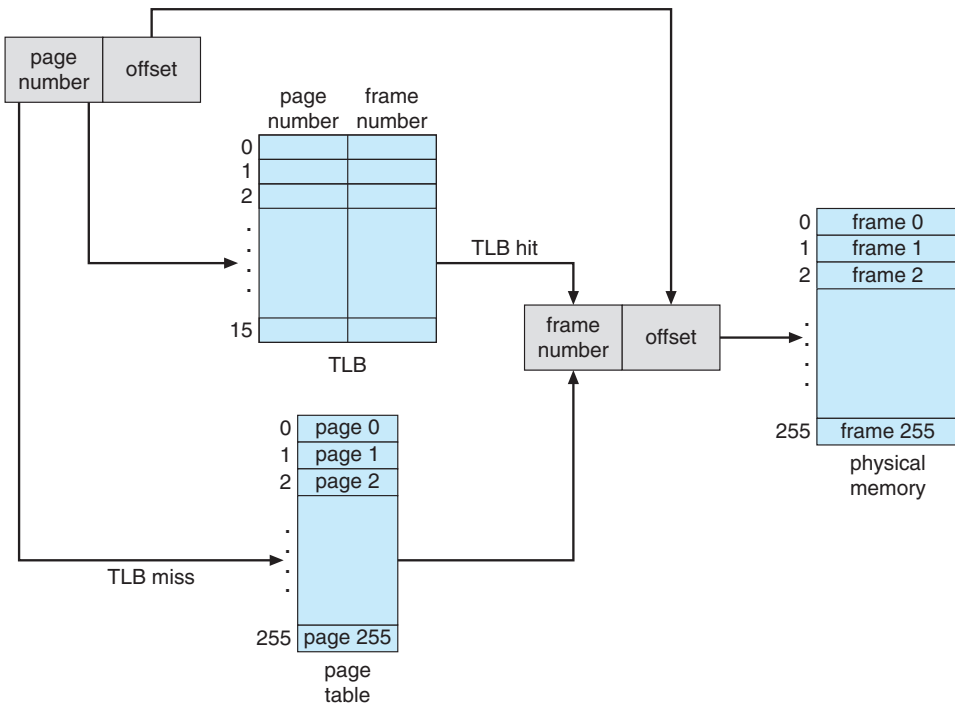 page
number
offset
page
number
frame
number
0
1
2
.
.
.
.
15
TLB
TLB hit
frame
number
offset
0
frame 0
1
frame 1
2
frame 2
.
.
.
.
255
frame 255
physical
memory
0
page 0
1
page 1
2
page 2
.
.
.
.
255
page 255
page
table
TLB miss